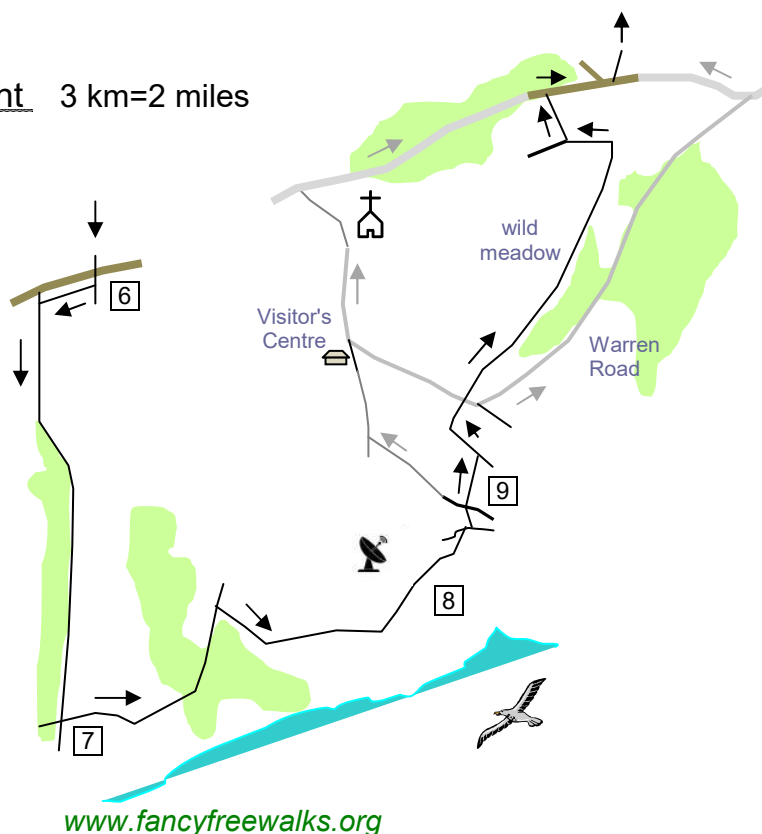 nt 3 km=2 miles
wild
meadow
6
Visitor's
Centre
Warren
Road
9
8
7
www.fancyfreewalks.org